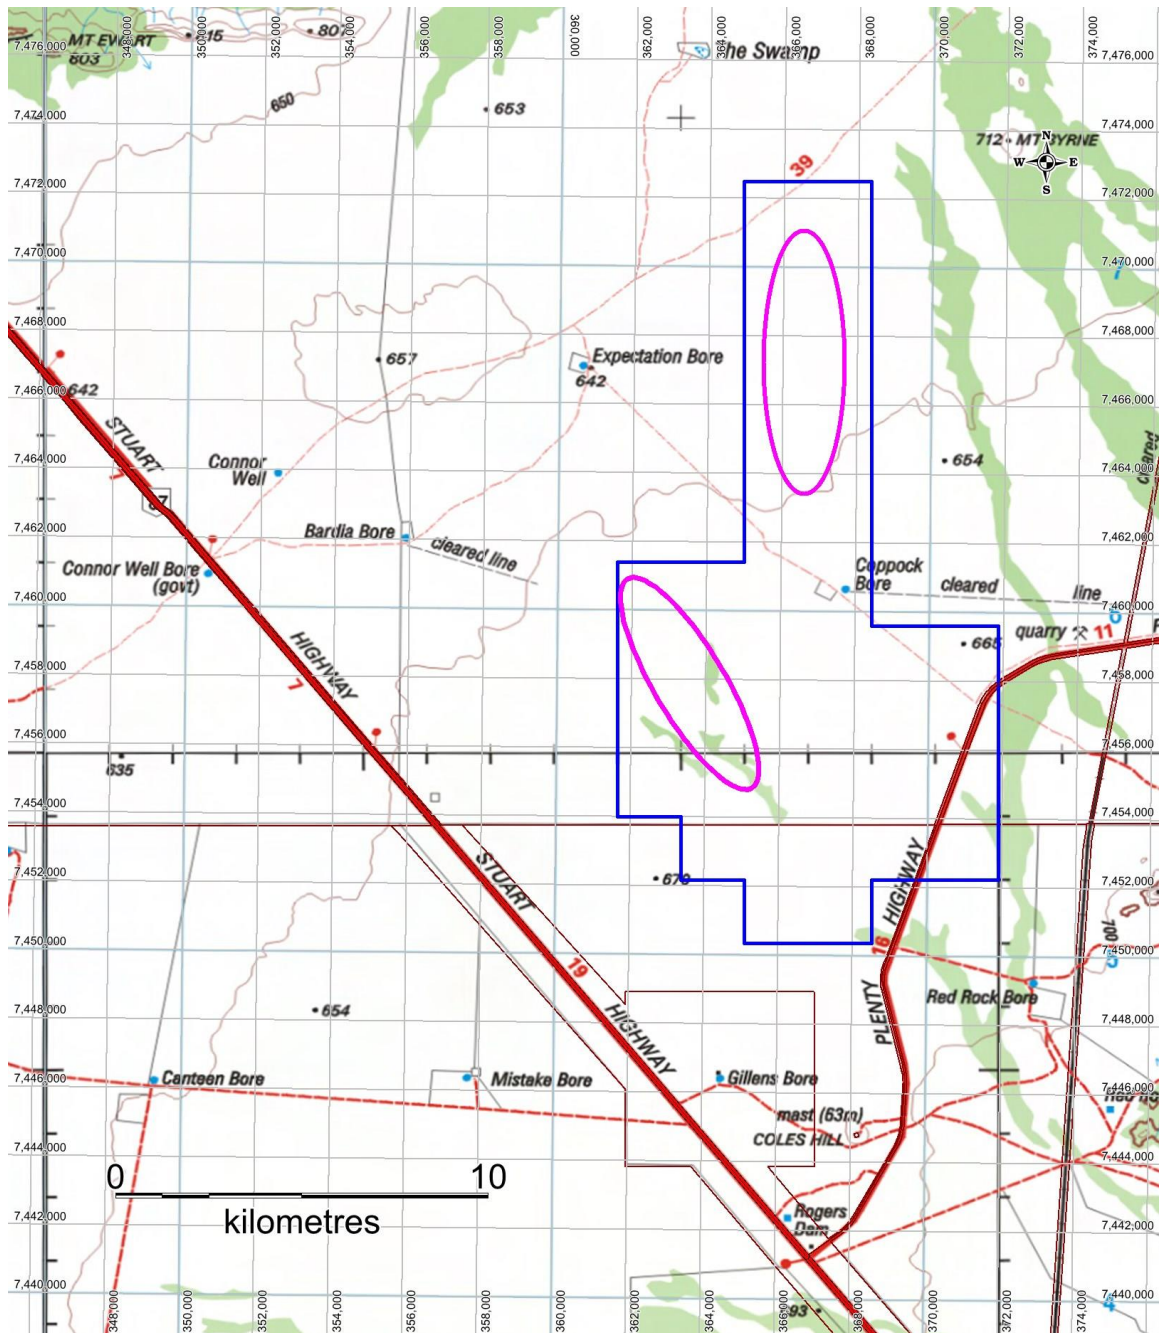 348,000
350,000
352,000
354,000
356,000
358,000
360,000
362,000
364,000
366,000
368,000
370,000
372,000
374,000
7,476,000
MT EWART
603
15
807
The Swamp
7,476,000
650
653
7,474,000
7,474,000
712 MT BYRNE
N
W E
S
39
7,472,000
7,472,000
7,470,000
7,470,000
7,468,000
7,468,000
657
Expectation Bore
642
7,466,000
642
7,466,000
STUART
7
Connor
Well
654
cleared
7,464,000
7,464,000
87
Bardia Bore
cleared line
7,462,000
7,462,000
Connor Well Bore
(govt)
Coppock
Bore
cleared
line
7,460,000
7,460,000
quarry
11
665
HIGHWAY
7
7,458,000
7,458,000
7,456,000
7,456,000
635
7,454,000
7,454,000
STUART
670
HIGHWAY
7,452,000
7,452,000
700
16
7,450,000
7,450,000
19
Red Rock Bore
654
HIGHWAY
PLENTY
7,448,000
7,448,000
Canteen Bore
Mistake Bore
Gillens Bore
7,446,000
7,446,000
mast (63m)
COLES HILL
7,444,000
7,444,000
0
10
kilometres
Rogers
Dam
7,442,000
7,442,000
7,440,000
7,440,000
4
93
348,000
350,000
352,000
354,000
356,000
358,000
360,000
362,000
364,000
366,000
368,000
370,000
372,000
374,000